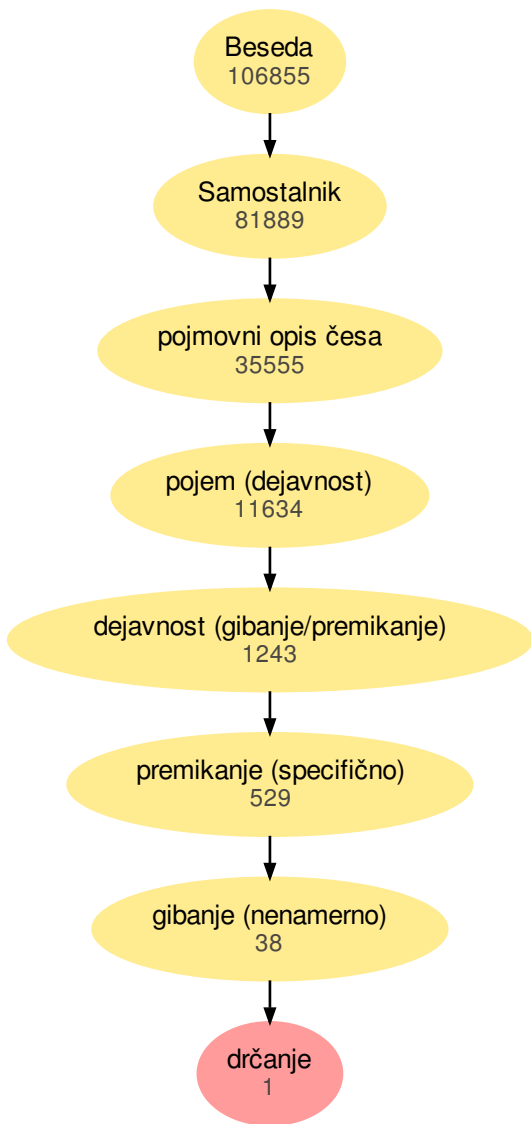 Beseda
106855
Samostalnik
81889
pojmovni opis česa
35555
pojem (dejavnost)
11634
dejavnost (gibanje/premikanje)
1243
premikanje (specifično)
529
gibanje (nenamerno)
38
drčanje
1